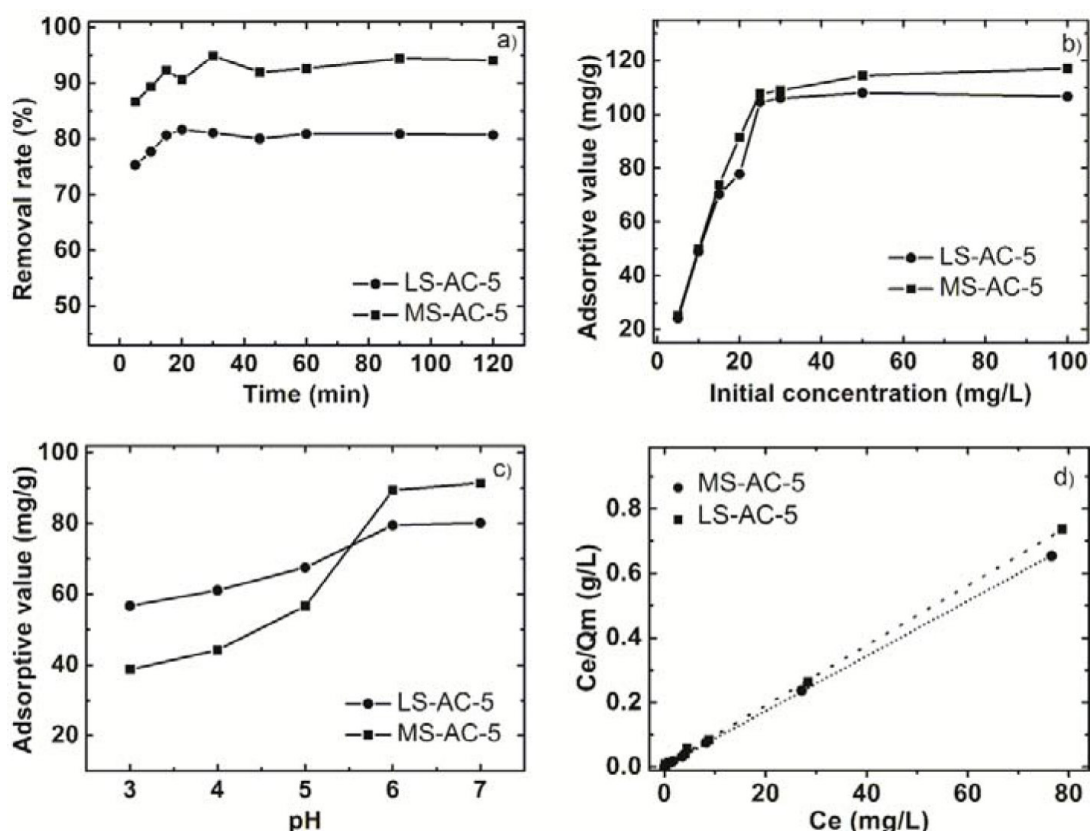 100
90
80
70
60
50
Removal rate (%)
a)
LS-AC-5
MS-AC-5
0 20 40 60 80 100 120
Time (min)
120
100
80
60
40
20
Adsorptive value (mg/g)
b)
LS-AC-5
MS-AC-5
0 20 40 60 80 100
Initial concentration (mg/L)
100
80
60
40
20
Adsorptive value (mg/g)
c)
LS-AC-5
MS-AC-5
3 4 5 6 7
pH
0.8
0.6
0.4
0.2
0.0
Ce/Qm (g/L)
d)
MS-AC-5
LS-AC-5
0 20 40 60 80
Ce (mg/L)